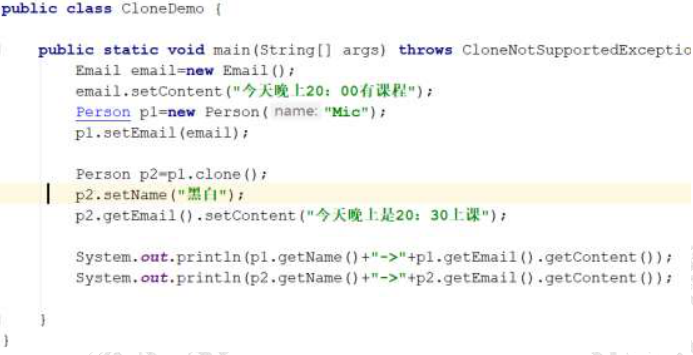 public class CloneDemo {
public static void main(String[] args) throws CloneNotSupportedExceptio
Email email=new Email();
email.setContent("今天晚上20：00有课程");
Person p1=new Person( name: "Mic");
p1.setEmail(email);
Person p2=p1.clone();
p2.setName("黑白");
p2.getEmail().setContent("今天晚上是20：30上课");
System.out.println(p1.getName()+"->"+p1.getEmail().getContent());
System.out.println(p2.getName()+"->"+p2.getEmail().getContent());
}
}